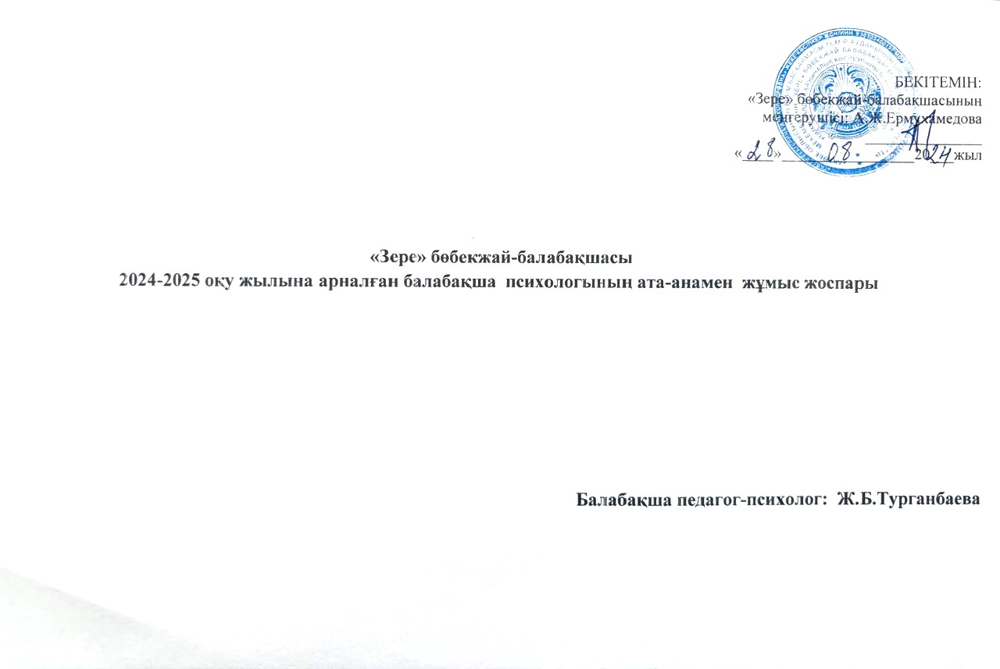 БЕКІТЕМІН:
«Зере» бөбекжай-балабақшасының
меңгерушісі: А.Ж.Ермухамедова
«28» 08 2024 жыл
«Зере» бөбекжай-балабақшасы
2024-2025 оқу жылына арналған балабақша психологының ата-анамен жұмыс жоспары
Балабақша педагог-психолог: Ж.Б.Турганбаева